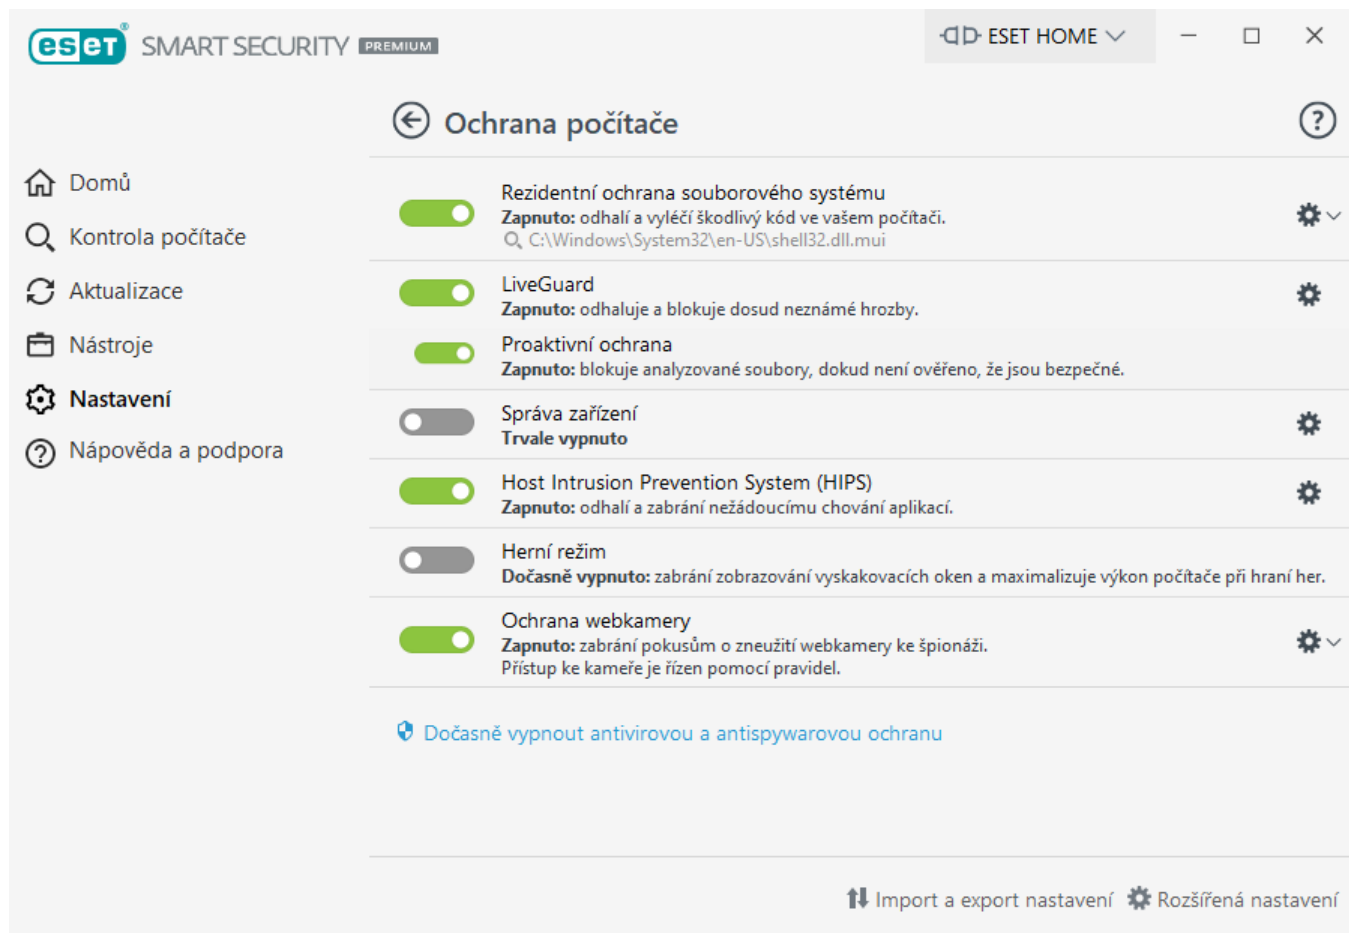 eset® SMART SECURITY PREMIUM
ESET HOME
Ochrana počítače
Domů
Kontrola počítače
Aktualizace
Nástroje
Nastavení
Nápověda a podpora
Rezidentní ochrana souborového systému
Zapnuto: odhalí a vyléčí škodlivý kód ve vašem počítači.
C:\Windows\System32\en-US\shell32.dll.mui
LiveGuard
Zapnuto: odhaluje a blokuje dosud neznámé hrozby.
Proaktivní ochrana
Zapnuto: blokuje analyzované soubory, dokud není ověřeno, že jsou bezpečné.
Správa zařízení
Trvale vypnuto
Host Intrusion Prevention System (HIPS)
Zapnuto: odhalí a zabrání nežádoucímu chování aplikací.
Herní režim
Dočasně vypnuto: zabrání zobrazování vyskakovacích oken a maximalizuje výkon počítače při hraní her.
Ochrana webkamery
Zapnuto: zabrání pokusům o zneužití webkamery ke špionáži.
Přístup ke kameře je řízen pomocí pravidel.
Dočasně vypnout antivirovou a antispywarovou ochranu
Import a export nastavení
Rozšířená nastavení